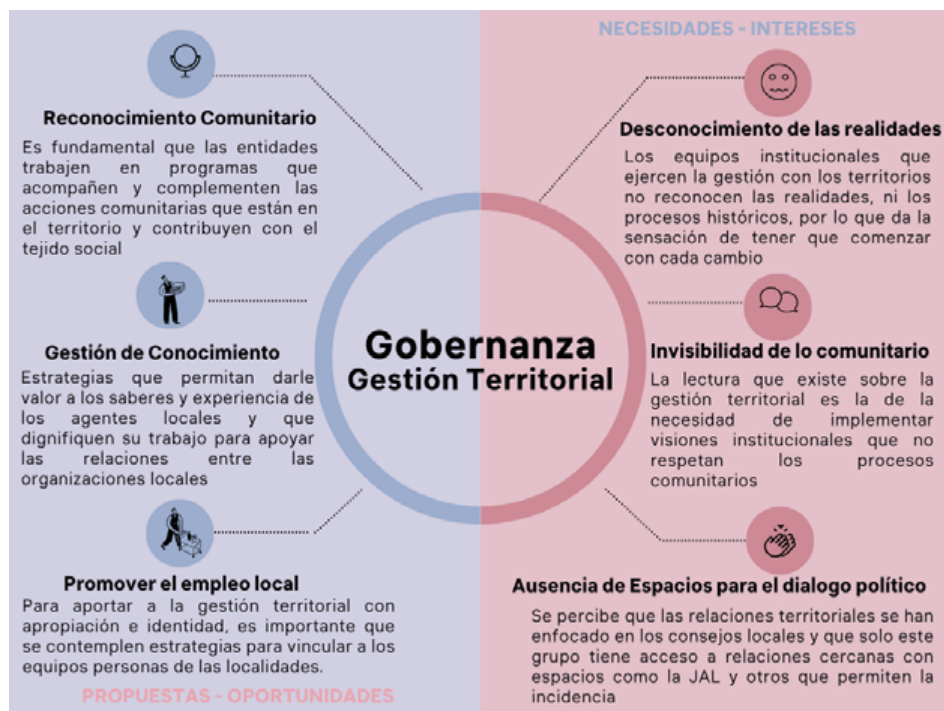 Reconocimiento Comunitario
Es fundamental que las entidades
trabajen en programas que
acompañen y complementen las
acciones comunitarias que están en
el territorio y contribuyen con el
tejido social
Gestión de Conocimiento
Estrategias que permitan darle
valor a los saberes y experiencia de
los agentes locales y que
dignifiquen su trabajo para apoyar
las relaciones entre las
organizaciones locales
Promover el empleo local
Para aportar a la gestión territorial con
apropiación e identidad, es importante que
se contemplen estrategias para vincular a los
equipos personas de las localidades.
PROPUESTAS - OPORTUNIDADES
Gobernanza
Gestión Territorial
NECESIDADES - INTERESES
Desconocimiento de las realidades
Los equipos institucionales que
ejercen la gestión con los territorios
no reconocen las realidades, ni los
procesos históricos, por lo que da la
sensación de tener que comenzar
con cada cambio
Invisibilidad de lo comunitario
La lectura que existe sobre la
gestión territorial es la de la
necesidad de implementar
visiones institucionales que no
respetan los procesos
comunitarios
Ausencia de Espacios para el dialogo político
Se percibe que las relaciones territoriales se han
enfocado en los consejos locales y que solo este
grupo tiene acceso a relaciones cercanas con
espacios como la JAL y otros que permiten la
incidencia